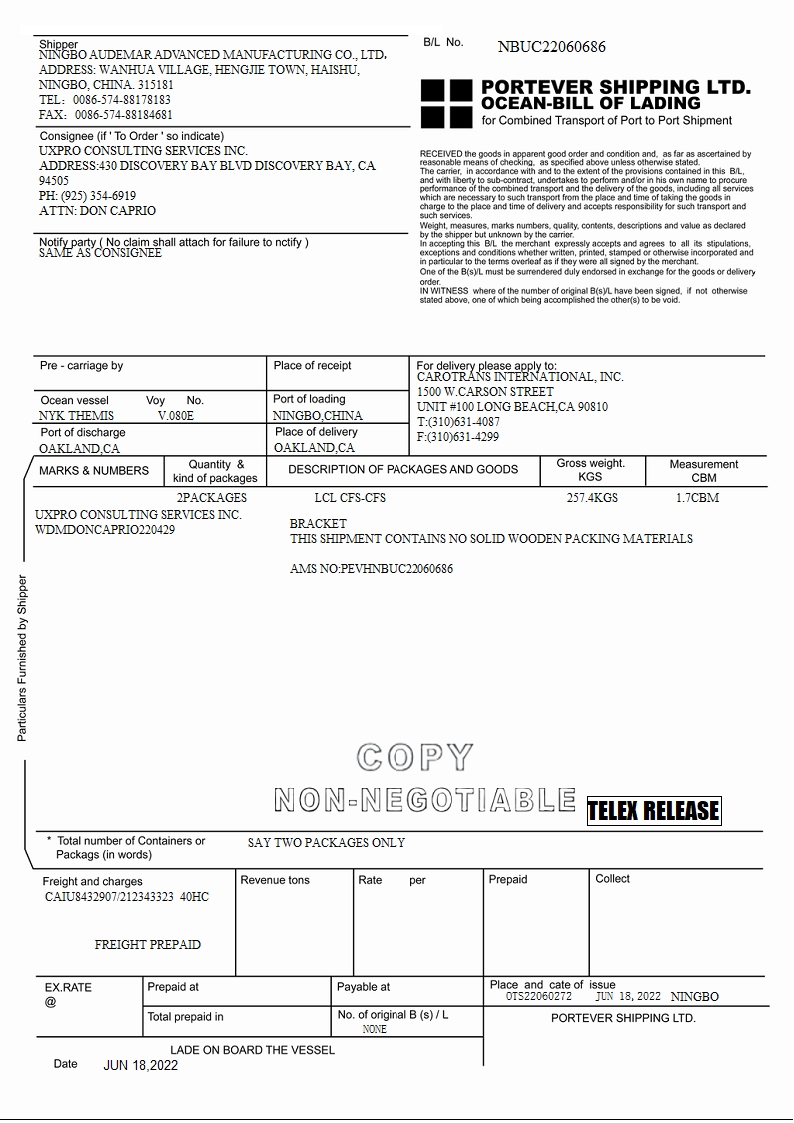 Shipper
NINGBO AUDEMAR ADVANCED MANUFACTURING CO., LTD.
ADDRESS: WANHUA VILLAGE, HENGJIE TOWN, HAISHU,
NINGBO, CHINA. 315181
TEL: 0086-574-88178183
FAX: 0086-574-88184681
B/L No. NBUC22060686
PORTEVER SHIPPING LTD.
OCEAN-BILL OF LADING
for Combined Transport of Port to Port Shipment
Consignee (if ' To Order ' so indicate)
UXPRO CONSULTING SERVICES INC.
ADDRESS:430 DISCOVERY BAY BLVD DISCOVERY BAY, CA
94505
PH: (925) 354-6919
ATTN: DON CAPRIO
Notify party ( No claim shall attach for failure to notify )
SAME AS CONSIGNEE
RECEIVED the goods in apparent good order and condition and, as far as ascertained by
reasonable means of checking, as specified above unless otherwise stated.
The carrier, in accordance with and to the extent of the provisions contained in this B/L,
and with liberty to sub-contract, undertakes to perform and/or in his own name to procure
performance of the combined transport and the delivery of the goods, including all services
which are necessary to such transport from the place and time of taking the goods in
charge to the place and time of delivery and accepts responsibility for such transport and
such services.
Weight, measures, marks numbers, quality, contents, descriptions and value as declared
by the shipper but unknown by the carrier.
In accepting this B/L the merchant expressly accepts and agrees to all its stipulations,
exceptions and conditions whether written, printed, stamped or otherwise incorporated and
in particular to the terms overleaf as if they were all signed by the merchant.
One of the B(s)/L must be surrendered duly endorsed in exchange for the goods or delivery
order.
IN WITNESS where of the number of original B(s)/L have been signed, if not otherwise
stated above, one of which being accomplished the other(s) to be void.
Pre - carriage by
Place of receipt
For delivery please apply to:
CAROTRANS INTERNATIONAL, INC.
1500 W.CARSON STREET
UNIT #100 LONG BEACH,CA 90810
T:(310)631-4087
F:(310)631-4299
Ocean vessel Voy No.
NYK THEMIS V.080E
Port of loading
NINGBO,CHINA
Port of discharge
OAKLAND,CA
Place of delivery
OAKLAND,CA
MARKS & NUMBERS
Quantity &
kind of packages
DESCRIPTION OF PACKAGES AND GOODS
Gross weight.
KGS
Measurement
CBM
2PACKAGES LCL CFS-CFS 257.4KGS 1.7CBM
UXPRO CONSULTING SERVICES INC.
WDMDONCAPRIO220429
BRACKET
THIS SHIPMENT CONTAINS NO SOLID WOODEN PACKING MATERIALS
AMS NO:PEVHNBUC22060686
Particulars Furnished by Shipper
COPY
NON-NEGOTIABLE
TELEX RELEASE
* Total number of Containers or
Packags (in words)
SAY TWO PACKAGES ONLY
Freight and charges
CAIU8432907/212343323 40HC
FREIGHT PREPAID
Revenue tons
Rate per
Prepaid
Collect
EX.RATE
@
Prepaid at
Payable at
Place and cate of issue
OTS22060272 JUN 18, 2022 NINGBO
Total prepaid in
No. of original B (s) / L
NONE
PORTEVER SHIPPING LTD.
LADE ON BOARD THE VESSEL
Date JUN 18,2022